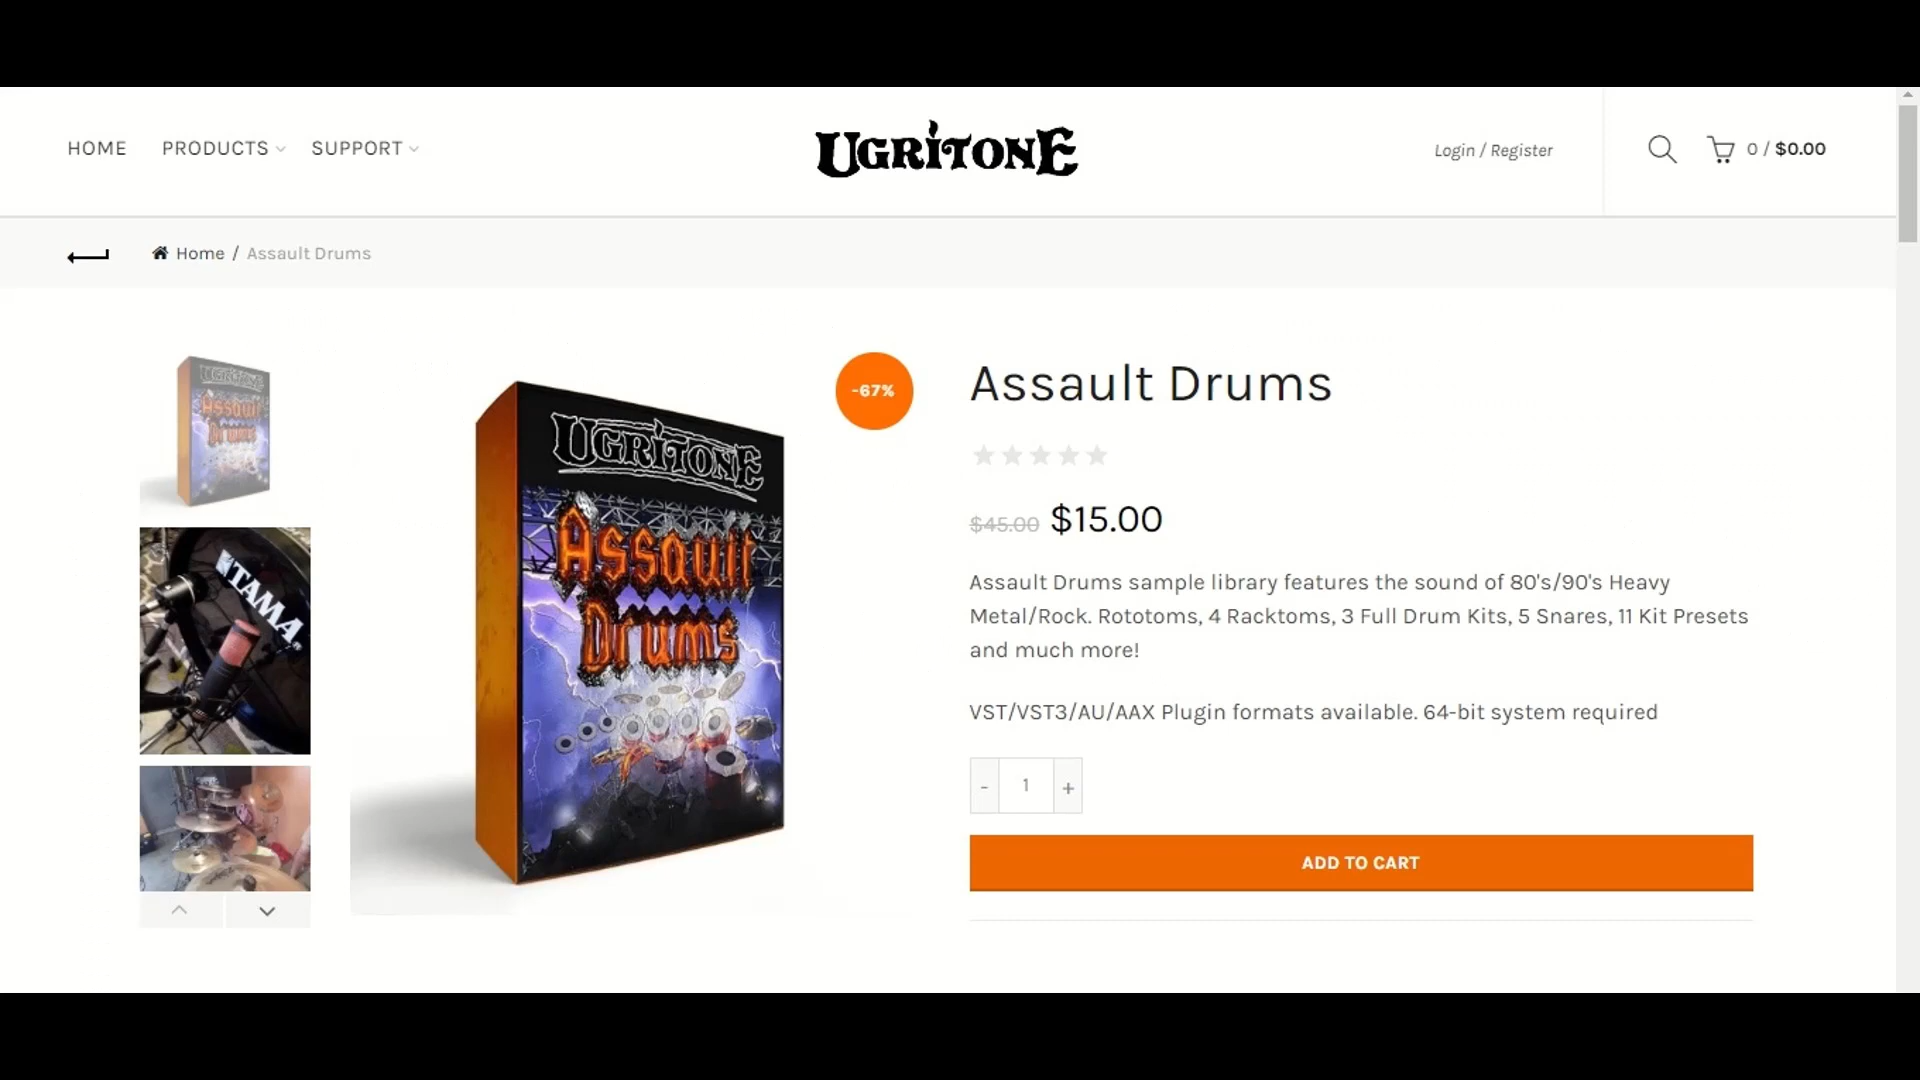 HOME PRODUCTS SUPPORT
UGRITONE
Login / Register
0 / $0.00
Home / Assault Drums
UGRITONE
Assault
Drums
TAMA
UGRITONE
Assault
Drums
-67%
Assault Drums
$45.00 $15.00
Assault Drums sample library features the sound of 80's/90's Heavy
Metal/Rock. Rototoms, 4 Racktoms, 3 Full Drum Kits, 5 Snares, 11 Kit Presets
and much more!
VST/VST3/AU/AAX Plugin formats available. 64-bit system required
- 1 +
ADD TO CART